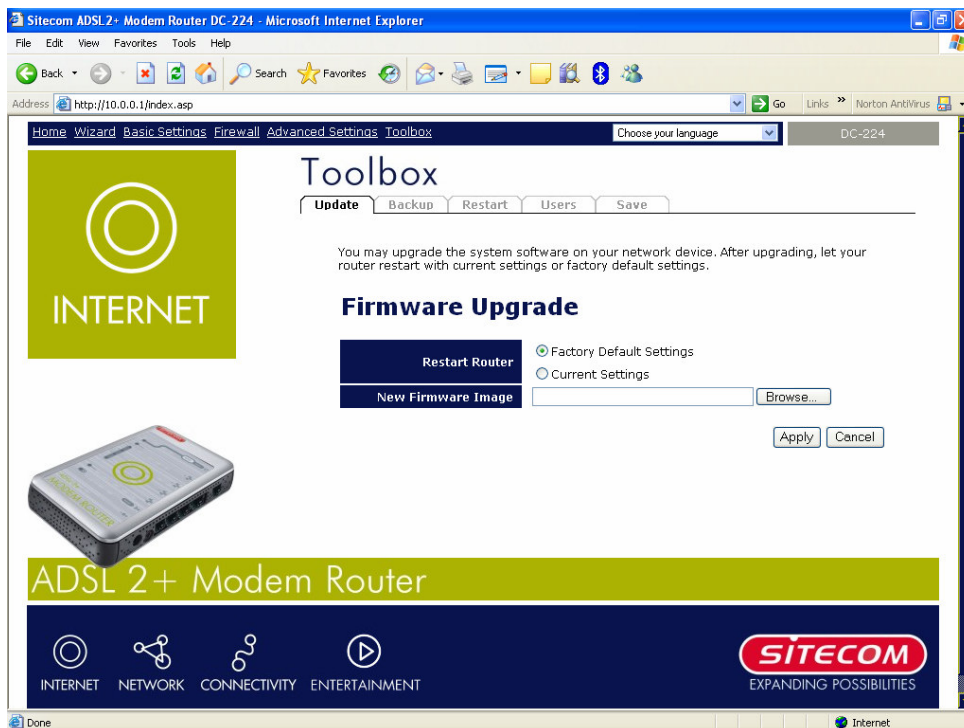 Sitecom ADSL2+ Modem Router DC-224 - Microsoft Internet Explorer
File Edit View Favorites Tools Help
Back Search Favorites
Address http://10.0.0.1/index.asp Go Links » Norton AntiVirus
Home Wizard Basic Settings Firewall Advanced Settings Toolbox Choose your language DC-224
Toolbox
Update Backup Restart Users Save
INTERNET
You may upgrade the system software on your network device. After upgrading, let your
router restart with current settings or factory default settings.
Firmware Upgrade
Restart Router
Factory Default Settings
Current Settings
New Firmware Image Browse...
Apply Cancel
MODEM ROUTER
ADSL 2+ Modem Router
INTERNET NETWORK CONNECTIVITY ENTERTAINMENT
SITECOM
EXPANDING POSSIBILITIES
Done Internet